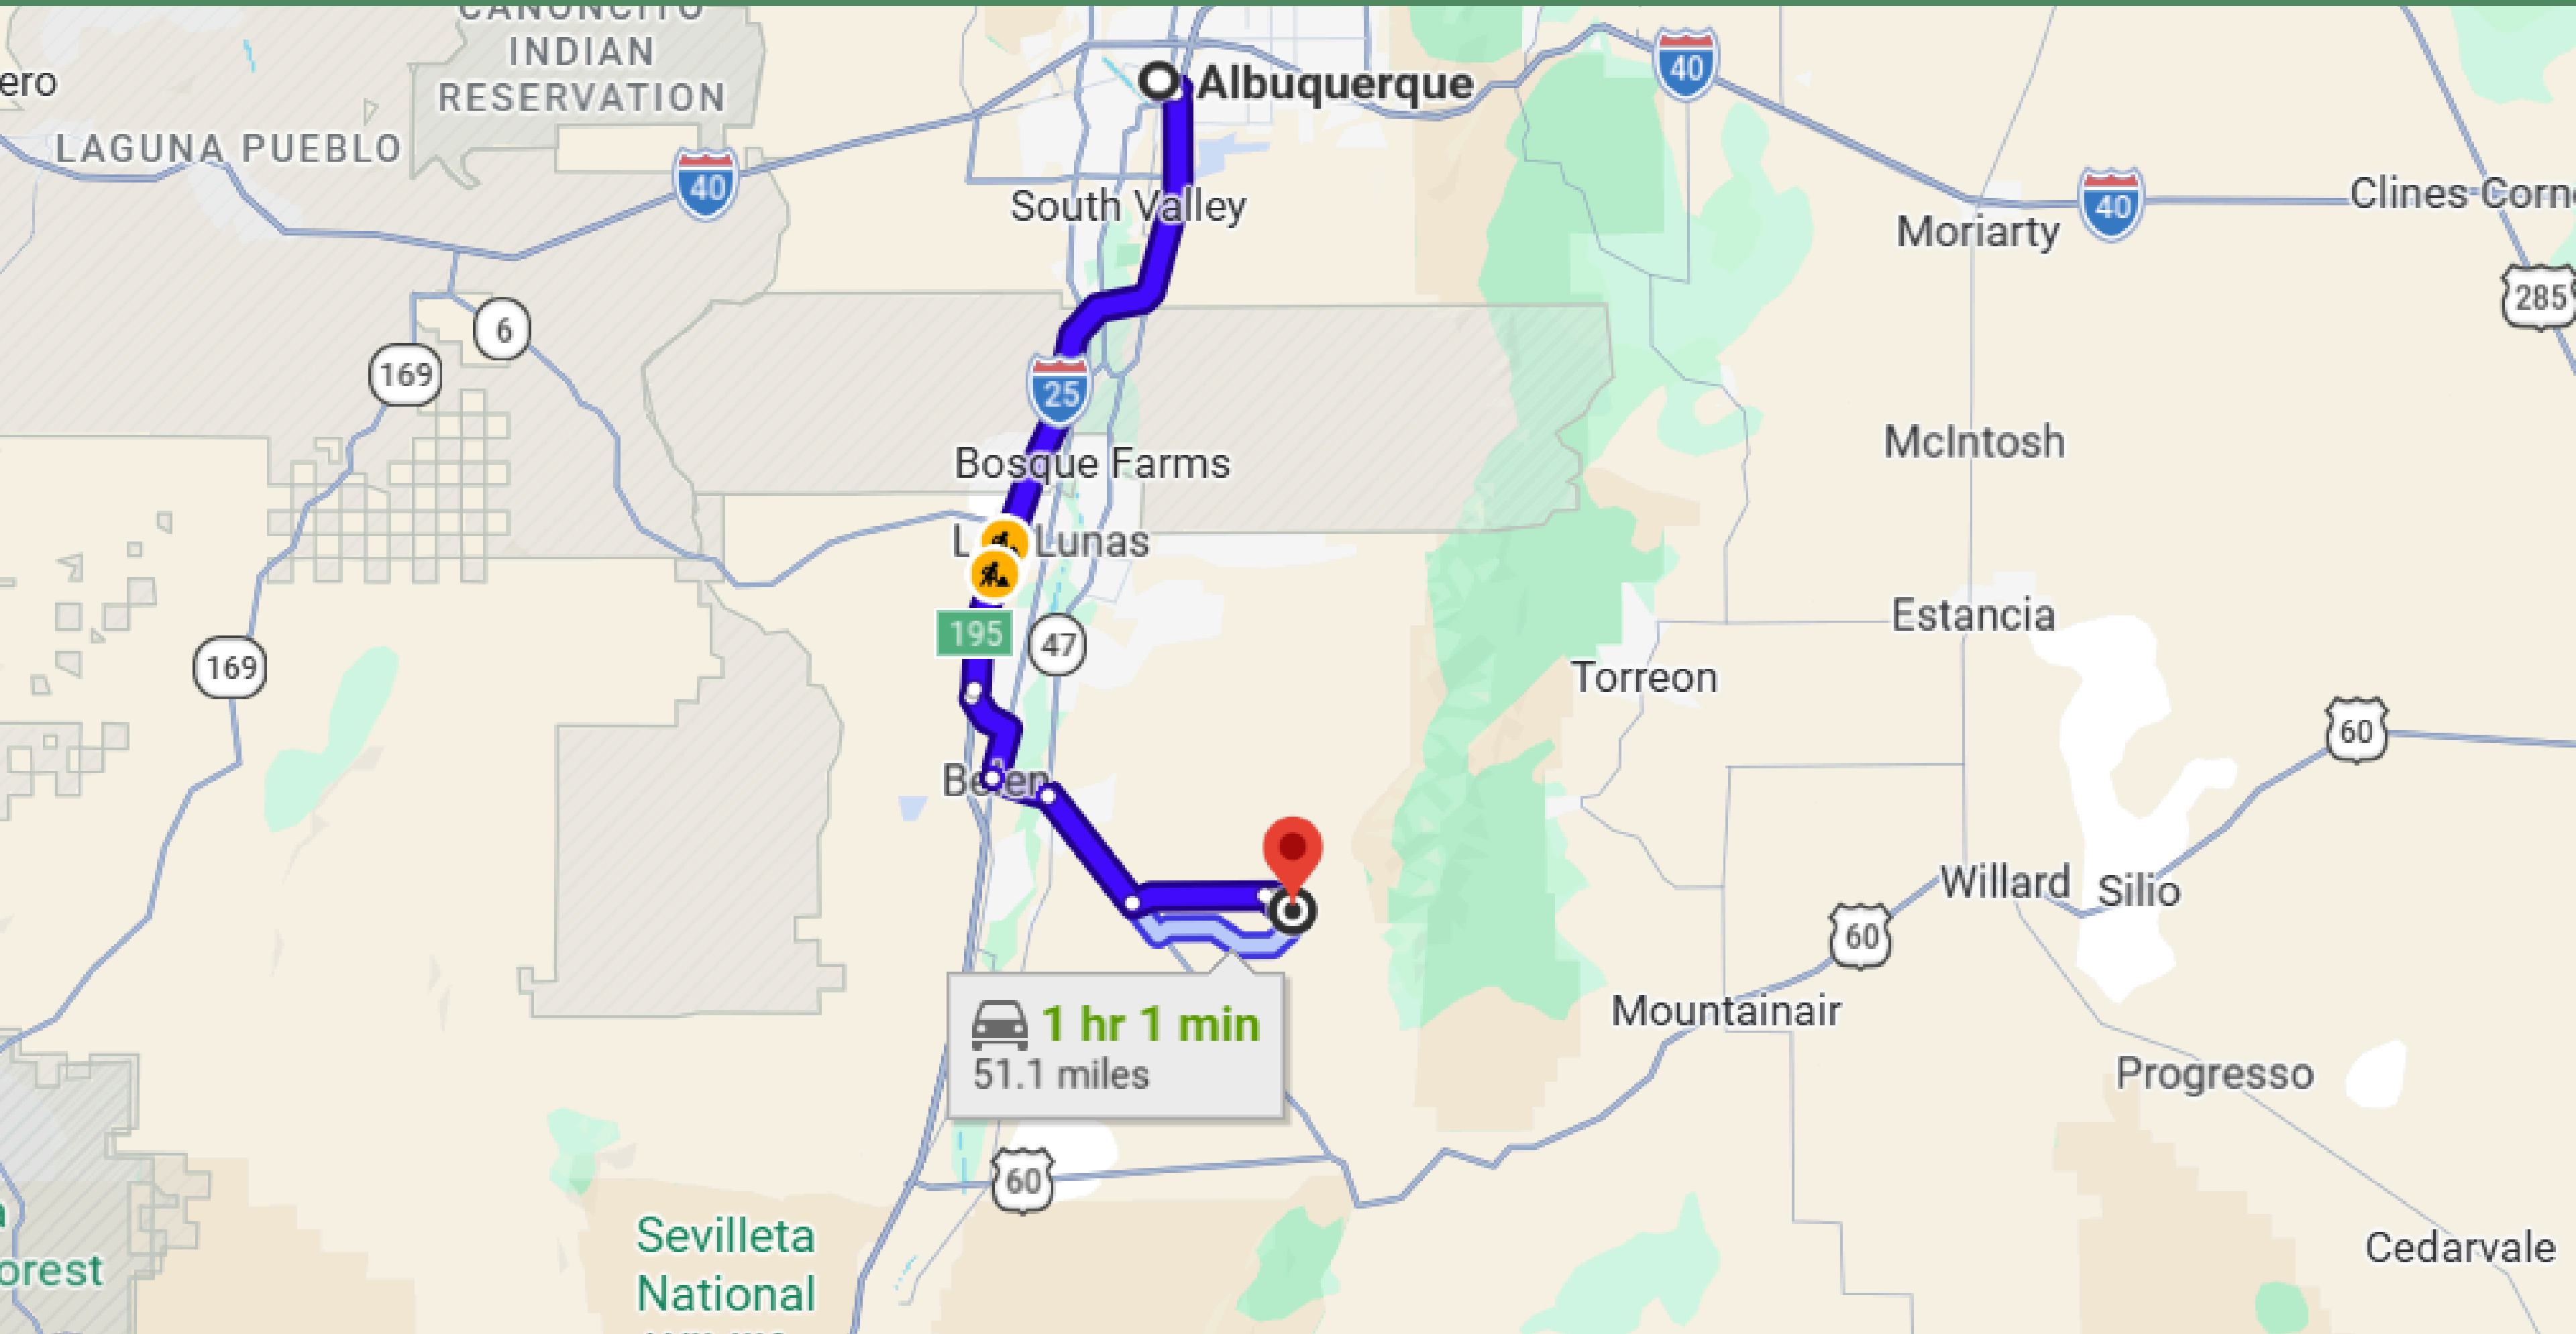 CANONCITO
INDIAN
RESERVATION
ero
Albuquerque
40
LAGUNA PUEBLO
40
40
South Valley
Clines Corn
Moriarty
285
6
169
25
McIntosh
Bosque Farms
L Lunas
195
47
Estancia
169
Torreon
60
Belen
Willard
Silio
60
Mountainair
1 hr 1 min
51.1 miles
Progresso
60
Sevilleta
National
orest
Cedarvale